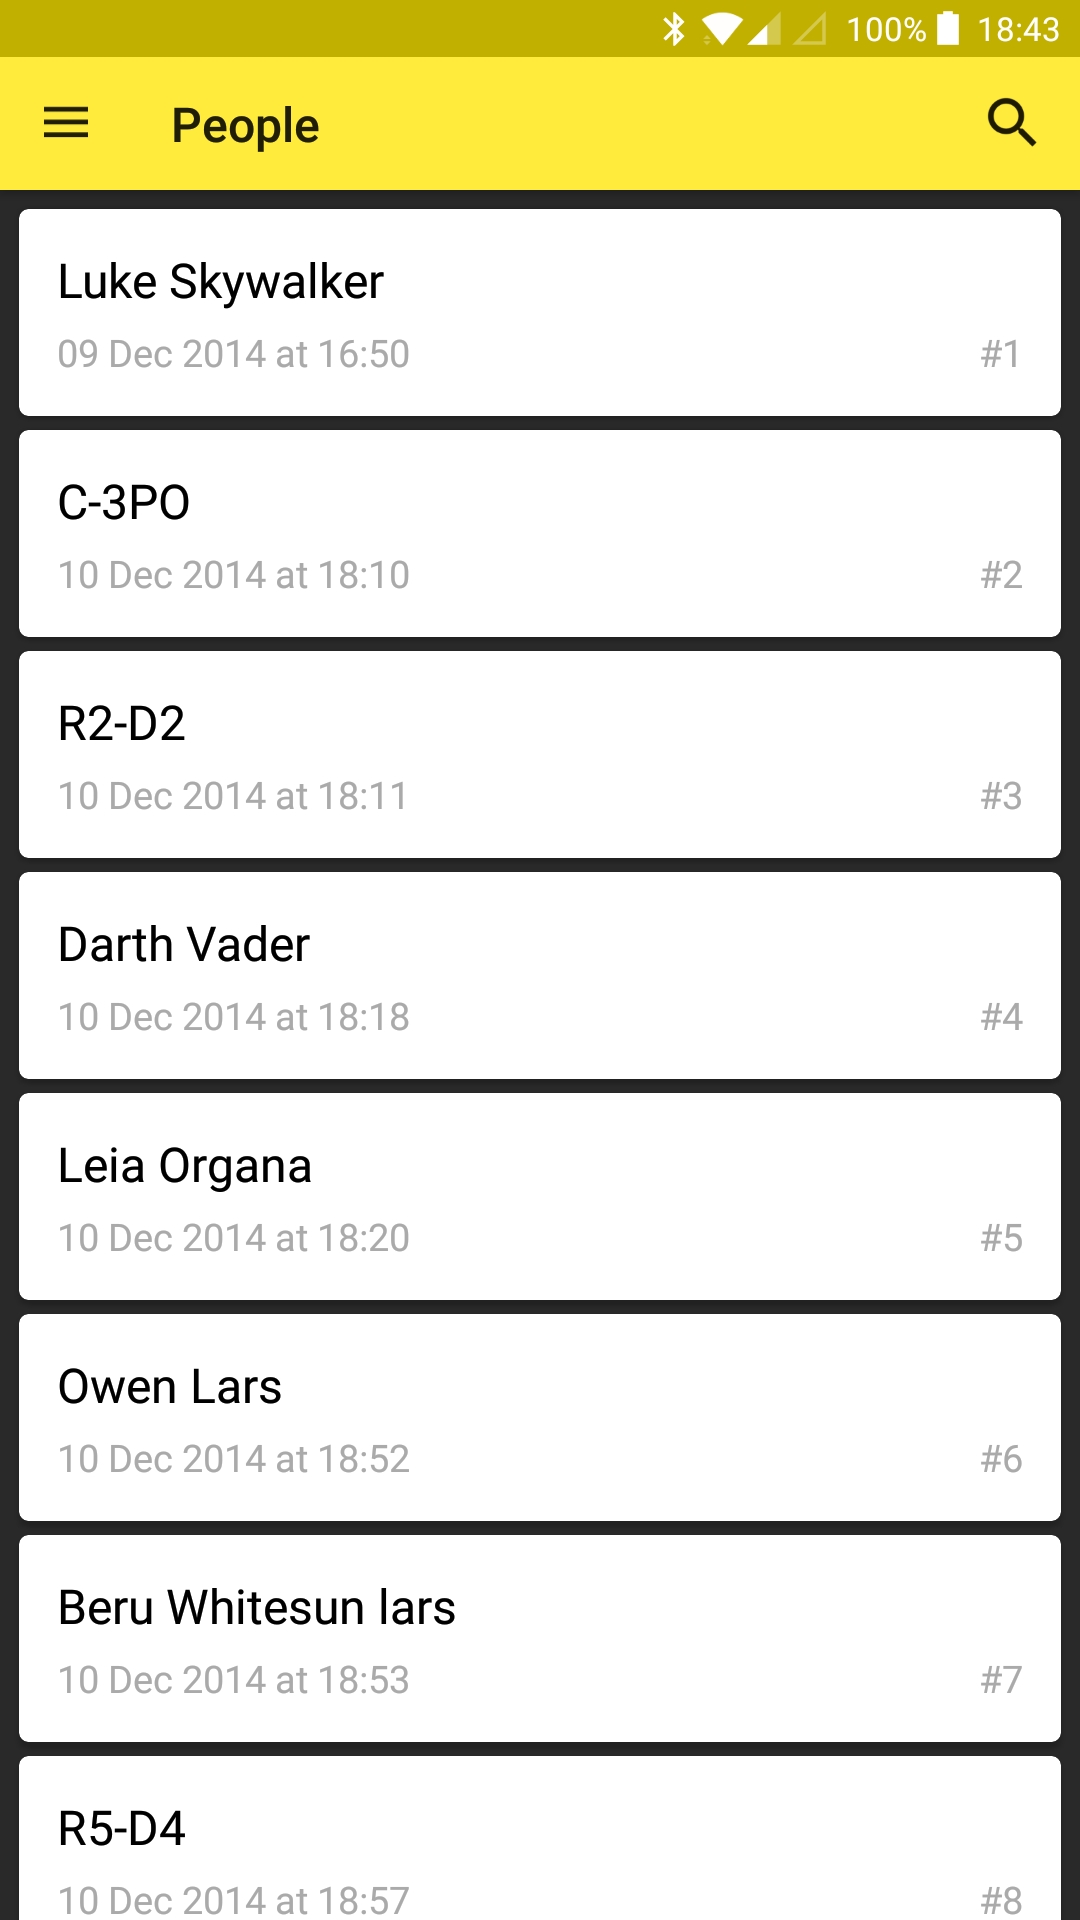 100% 18:43
People
Luke Skywalker
09 Dec 2014 at 16:50 #1
C-3PO
10 Dec 2014 at 18:10 #2
R2-D2
10 Dec 2014 at 18:11 #3
Darth Vader
10 Dec 2014 at 18:18 #4
Leia Organa
10 Dec 2014 at 18:20 #5
Owen Lars
10 Dec 2014 at 18:52 #6
Beru Whitesun lars
10 Dec 2014 at 18:53 #7
R5-D4
10 Dec 2014 at 18:57 #8